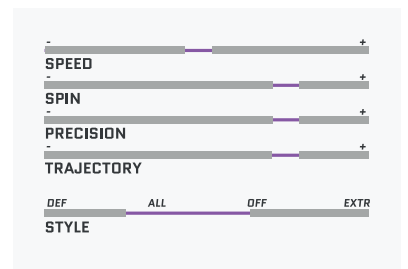 - +
SPEED
- +
SPIN
- +
PRECISION
- +
TRAJECTORY
DEF ALL OFF EXTR
STYLE